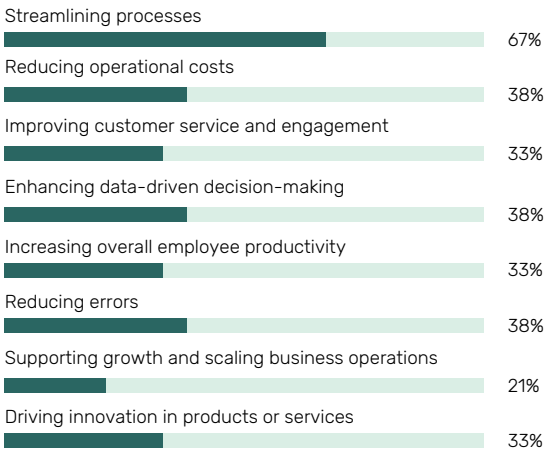 Streamlining processes
67%
Reducing operational costs
38%
Improving customer service and engagement
33%
Enhancing data-driven decision-making
38%
Increasing overall employee productivity
33%
Reducing errors
38%
Supporting growth and scaling business operations
21%
Driving innovation in products or services
33%